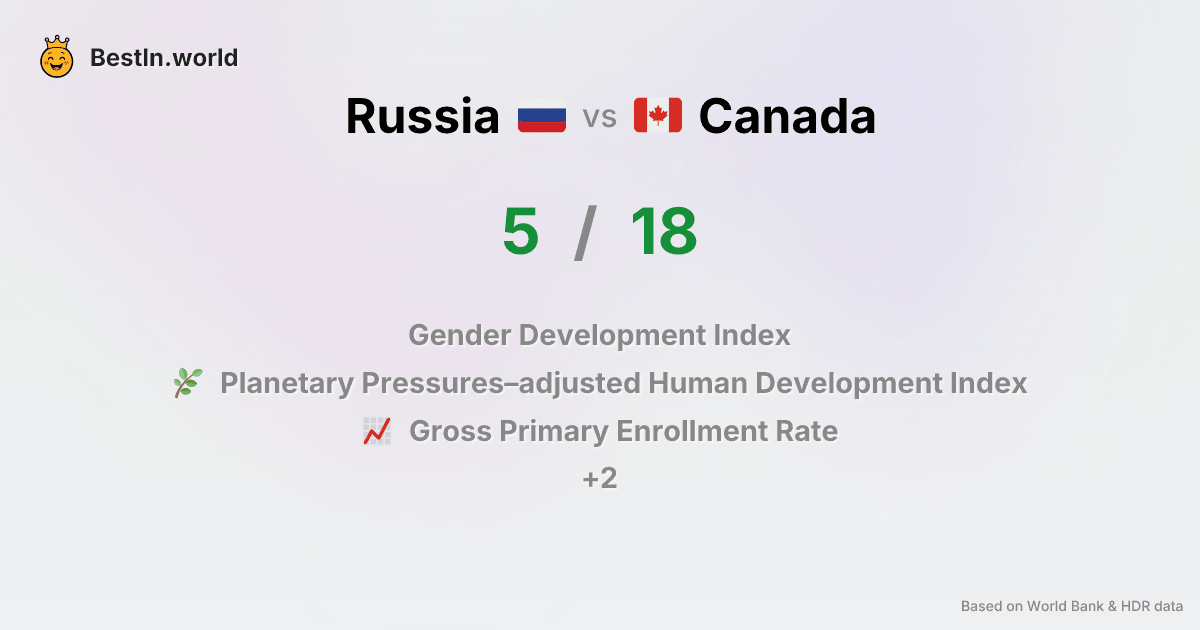 BestIn.world
Russia vs Canada
5 / 18
Gender Development Index
Planetary Pressures–adjusted Human Development Index
Gross Primary Enrollment Rate
+2
Based on World Bank & HDR data